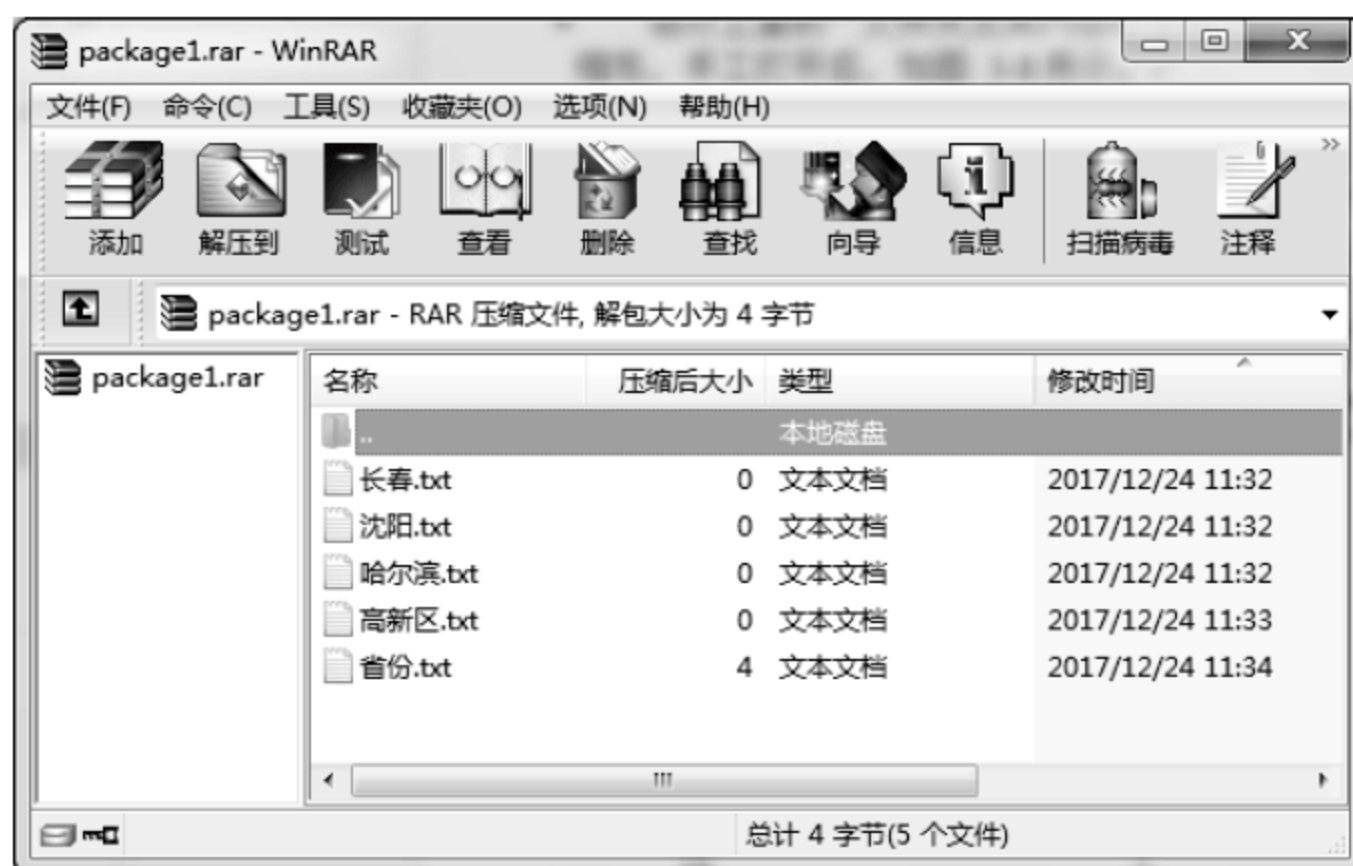 package1.rar - WinRAR
文件(F) 命令(C) 工具(S) 收藏夹(O) 选项(N) 帮助(H)
添加 解压到 测试 查看 删除 查找 向导 信息 扫描病毒 注释
package1.rar - RAR 压缩文件, 解包大小为 4 字节
package1.rar
名称 压缩后大小 类型 修改时间
.. 本地磁盘
长春.txt 0 文本文档 2017/12/24 11:32
沈阳.txt 0 文本文档 2017/12/24 11:32
哈尔滨.txt 0 文本文档 2017/12/24 11:32
高新区.txt 0 文本文档 2017/12/24 11:33
省份.txt 4 文本文档 2017/12/24 11:34
总计 4 字节(5 个文件)